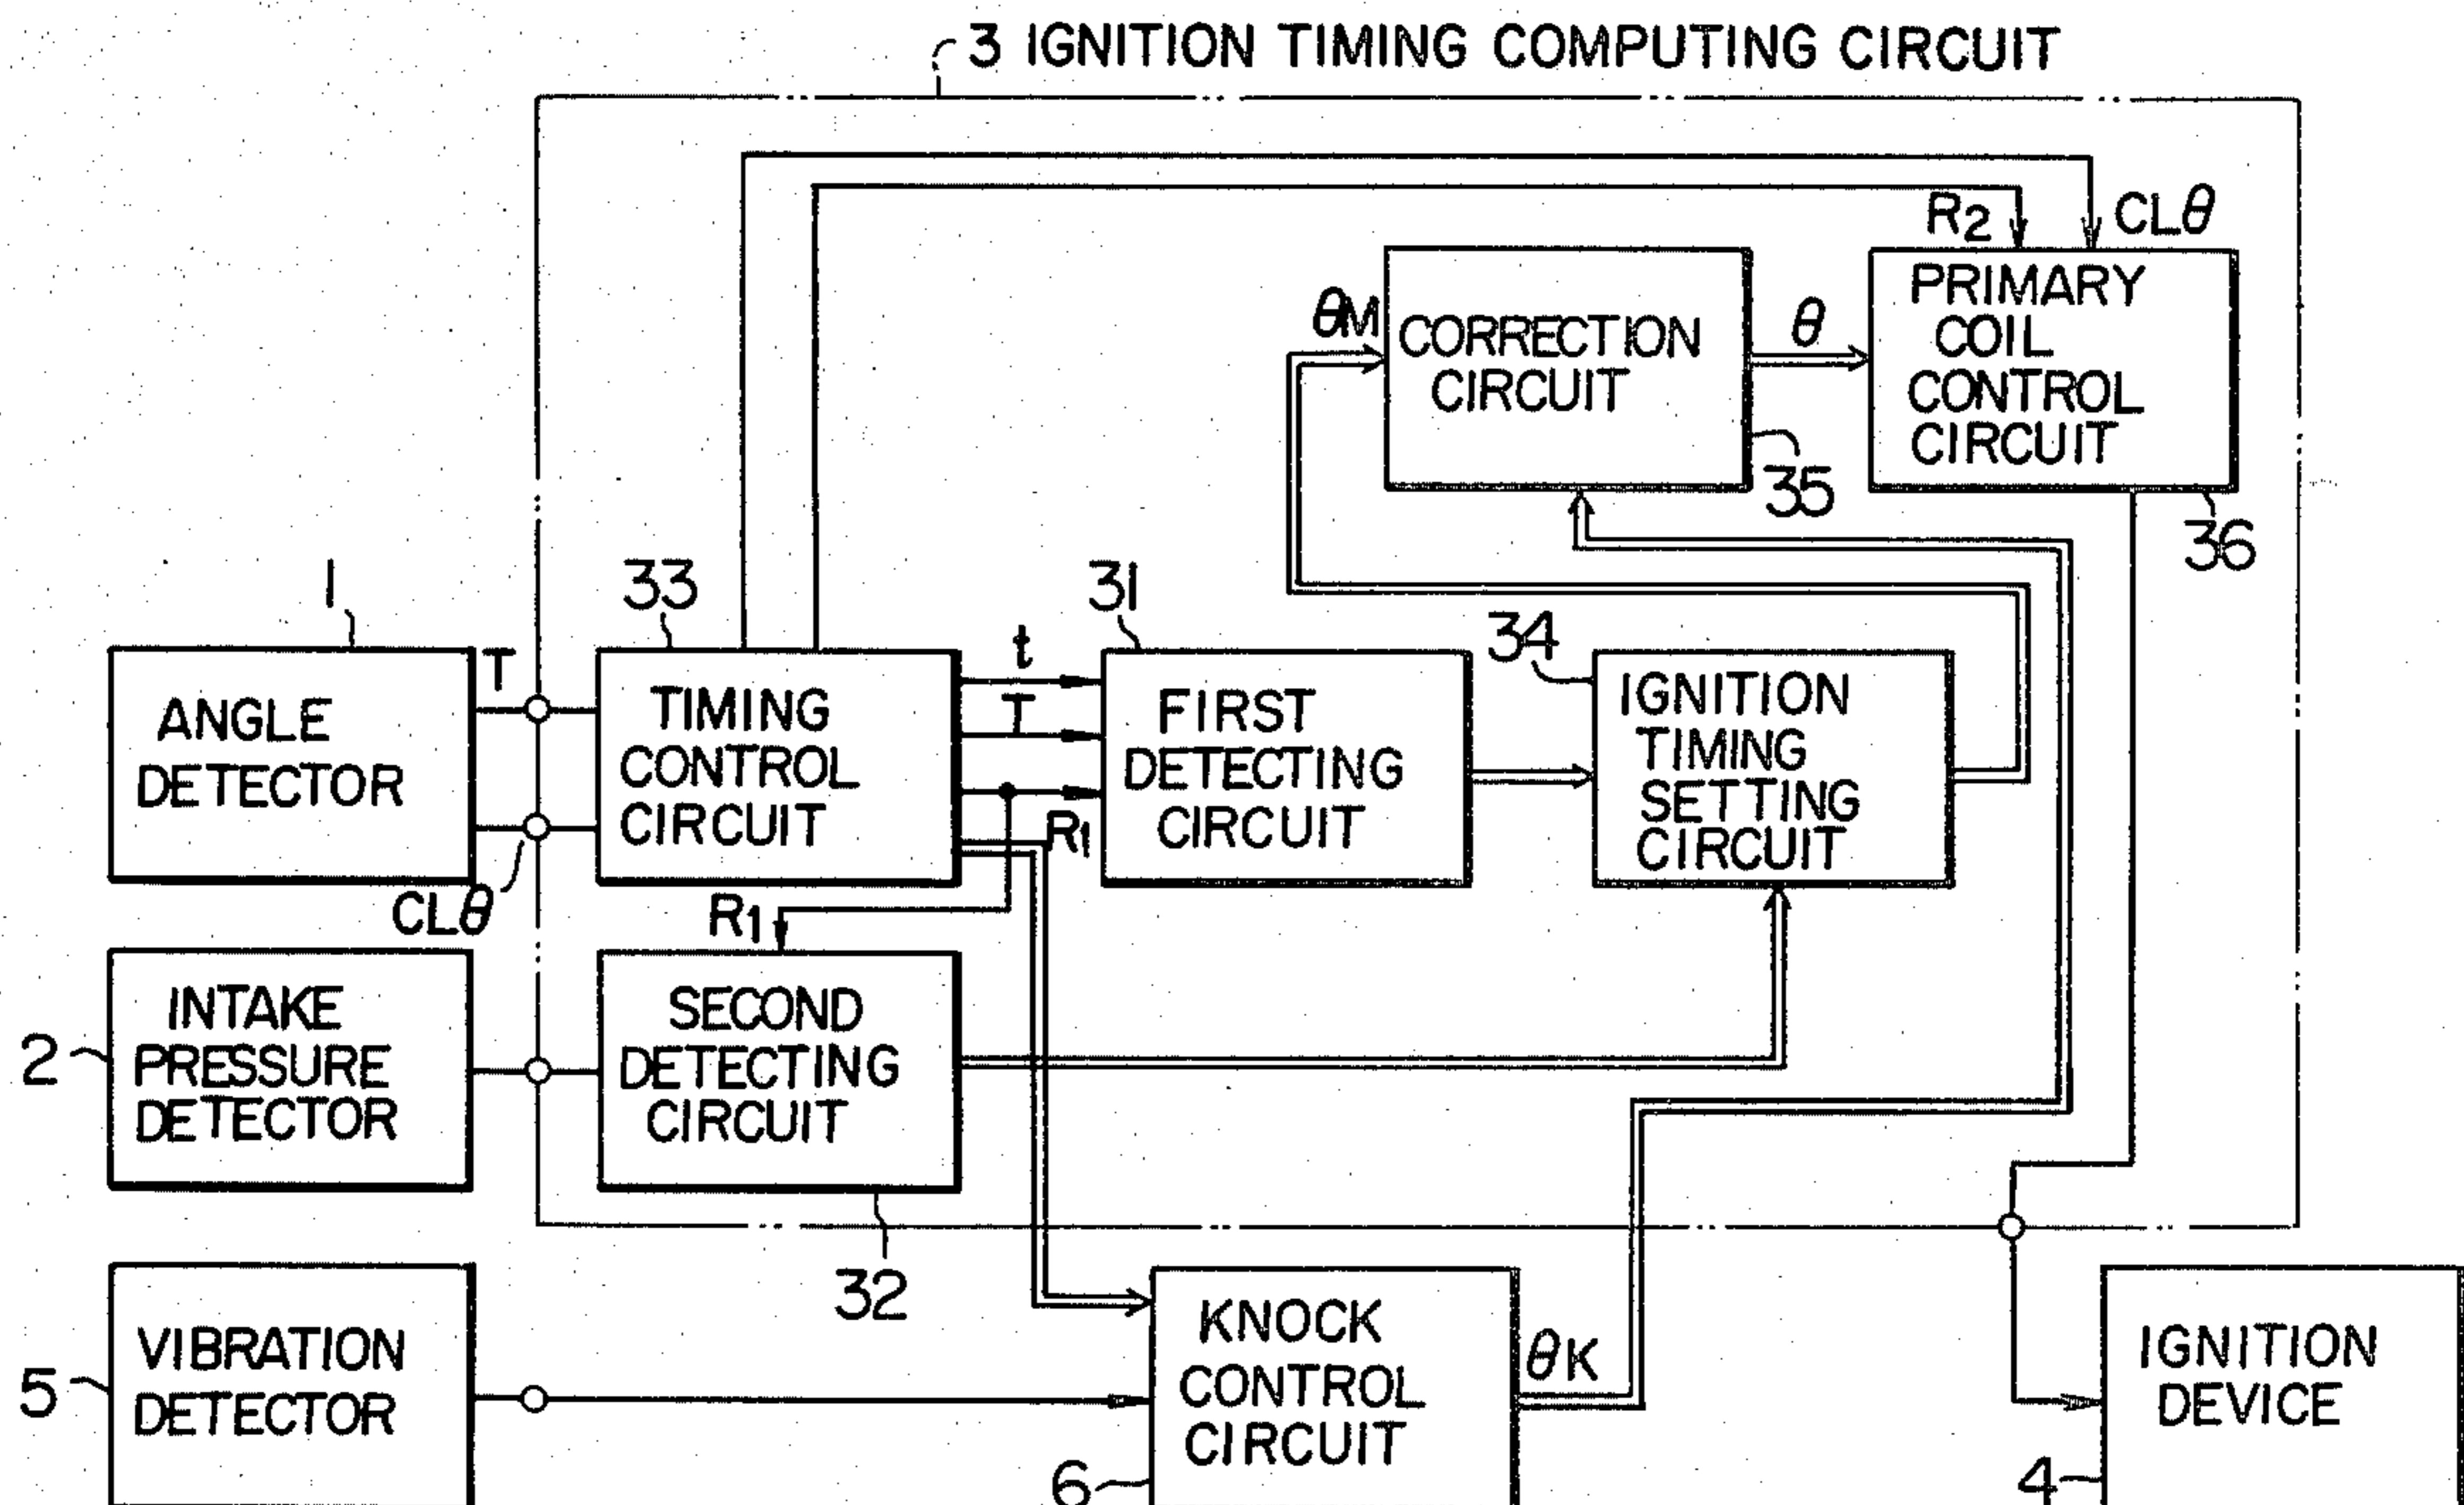 3 IGNITION TIMING COMPUTING CIRCUIT
R2
CLθ
θM
CORRECTION
CIRCUIT
θ
PRIMARY
COIL
CONTROL
CIRCUIT
35
36
1
33
31
34
ANGLE
DETECTOR
T
CLθ
TIMING
CONTROL
CIRCUIT
t
T
R1
FIRST
DETECTING
CIRCUIT
IGNITION
TIMING
SETTING
CIRCUIT
R1
2
INTAKE
PRESSURE
DETECTOR
SECOND
DETECTING
CIRCUIT
32
5
VIBRATION
DETECTOR
KNOCK
CONTROL
CIRCUIT
6
θK
IGNITION
DEVICE
4